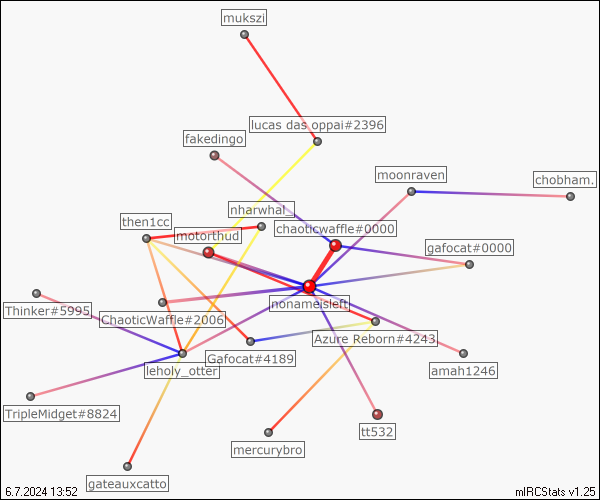 mukszi
lucas das oppai#2396
fakedingo
moonraven
chobham.
nharwhal_
then1cc
chaoticwaffle#0000
motorthud
gafocat#0000
nonameisleft
Thinker#5995
ChaoticWaffle#2006
Azure Reborn#4243
Gafocat#4189
leholy_otter
amah1246
TripleMidget#8824
tt532
mercurybro
gateauxcatto
6.7.2024 13:52
mIRCStats v1.25